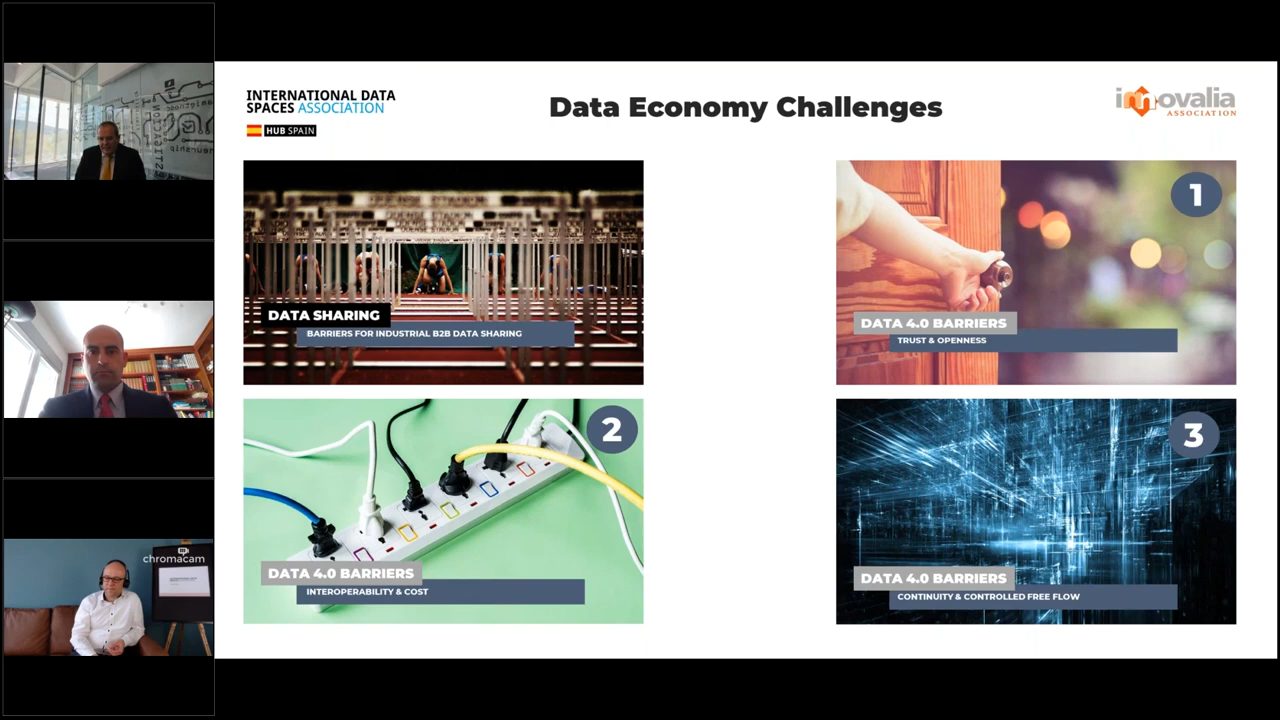 INTERNATIONAL DATA
SPACES ASSOCIATION
HUB SPAIN
Data Economy Challenges
innovalia
ASSOCIATION
DATA SHARING
BARRIERS FOR INDUSTRIAL B2B DATA SHARING
1
DATA 4.0 BARRIERS
TRUST & OPENNESS
2
DATA 4.0 BARRIERS
INTEROPERABILITY & COST
3
DATA 4.0 BARRIERS
CONTINUITY & CONTROLLED FREE FLOW
chromacam